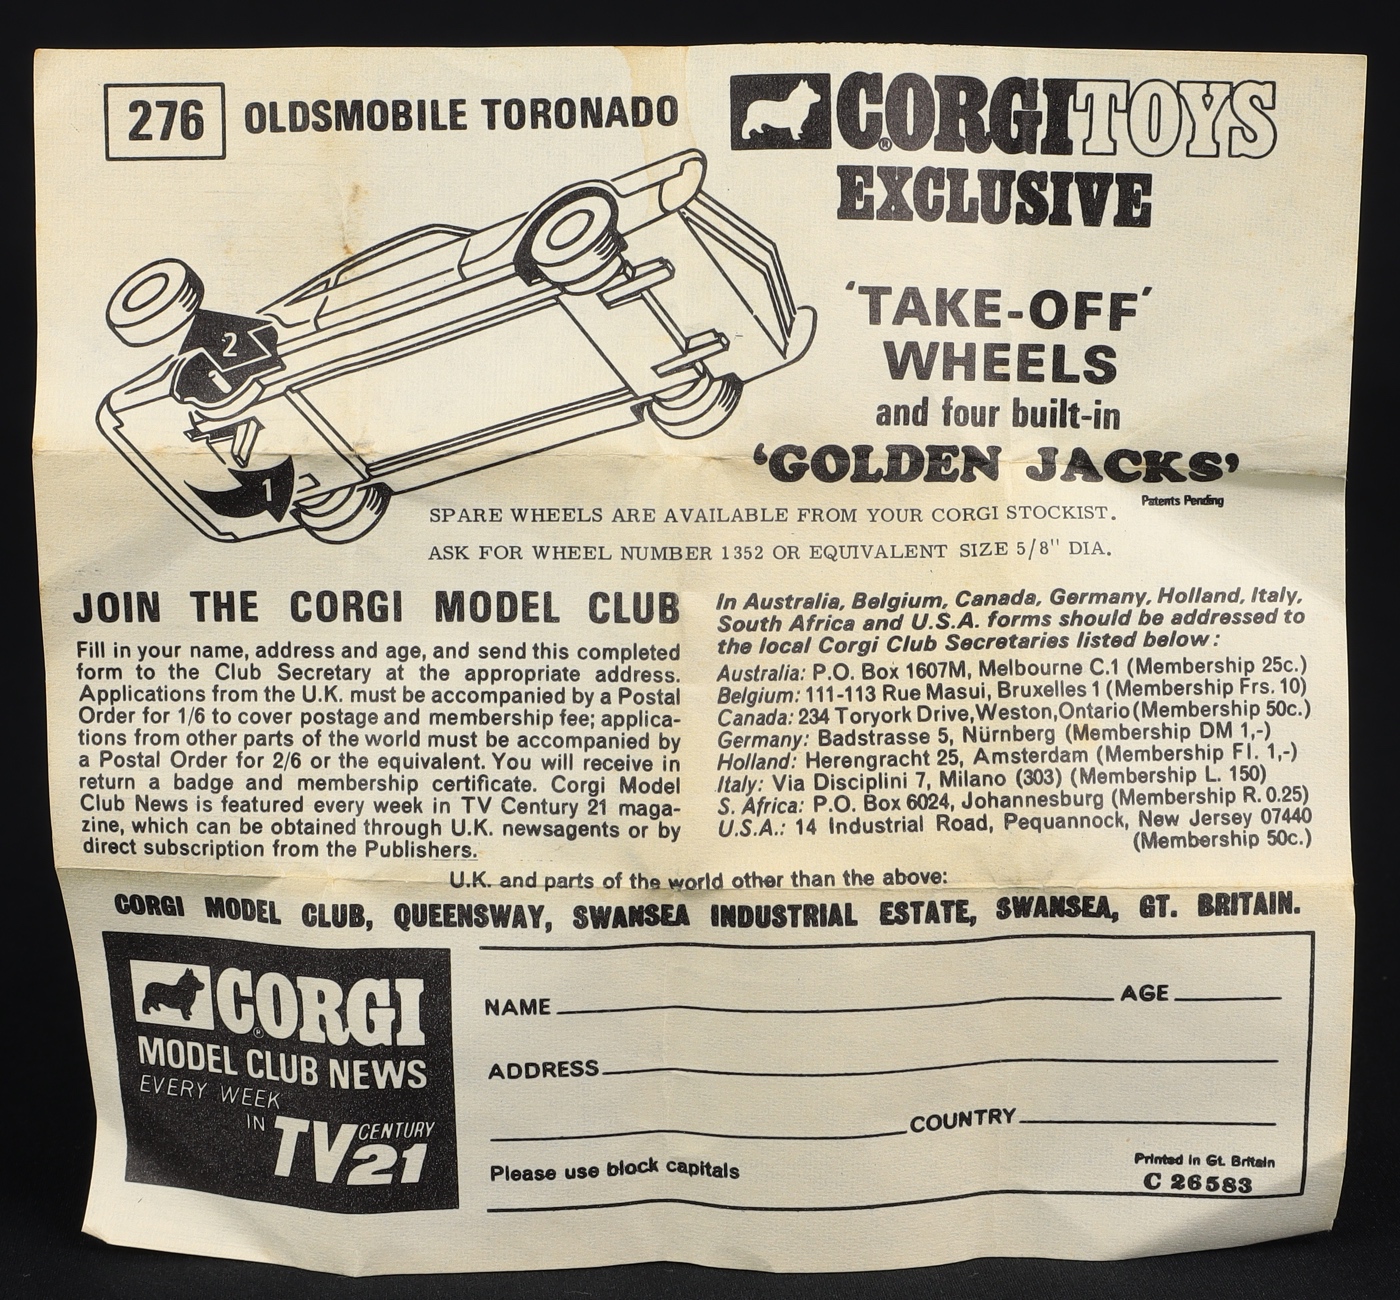 276 OLDSMOBILE TORONADO
CORGI TOYS
®
EXCLUSIVE
'TAKE-OFF'
WHEELS
and four built-in
'GOLDEN JACKS'
Patents Pending
2
1
SPARE WHEELS ARE AVAILABLE FROM YOUR CORGI STOCKIST.
ASK FOR WHEEL NUMBER 1352 OR EQUIVALENT SIZE 5/8" DIA.
JOIN THE CORGI MODEL CLUB
Fill in your name, address and age, and send this completed
form to the Club Secretary at the appropriate address.
Applications from the U.K. must be accompanied by a Postal
Order for 1/6 to cover postage and membership fee; applica-
tions from other parts of the world must be accompanied by
a Postal Order for 2/6 or the equivalent. You will receive in
return a badge and membership certificate. Corgi Model
Club News is featured every week in TV Century 21 maga-
zine, which can be obtained through U.K. newsagents or by
direct subscription from the Publishers.
In Australia, Belgium, Canada, Germany, Holland, Italy,
South Africa and U.S.A. forms should be addressed to
the local Corgi Club Secretaries listed below:
Australia: P.O. Box 1607M, Melbourne C.1 (Membership 25c.)
Belgium: 111-113 Rue Masui, Bruxelles 1 (Membership Frs. 10)
Canada: 234 Toryork Drive, Weston, Ontario (Membership 50c.)
Germany: Badstrasse 5, Nürnberg (Membership DM 1,-)
Holland: Herengracht 25, Amsterdam (Membership Fl. 1,-)
Italy: Via Disciplini 7, Milano (303) (Membership L. 150)
S. Africa: P.O. Box 6024, Johannesburg (Membership R. 0.25)
U.S.A.: 14 Industrial Road, Pequannock, New Jersey 07440
(Membership 50c.)
U.K. and parts of the world other than the above:
CORGI MODEL CLUB, QUEENSWAY, SWANSEA INDUSTRIAL ESTATE, SWANSEA, GT. BRITAIN.
CORGI
®
MODEL CLUB NEWS
EVERY WEEK
IN TV CENTURY 21
NAME AGE
ADDRESS
COUNTRY
Please use block capitals
Printed in Gt. Britain
C 26583